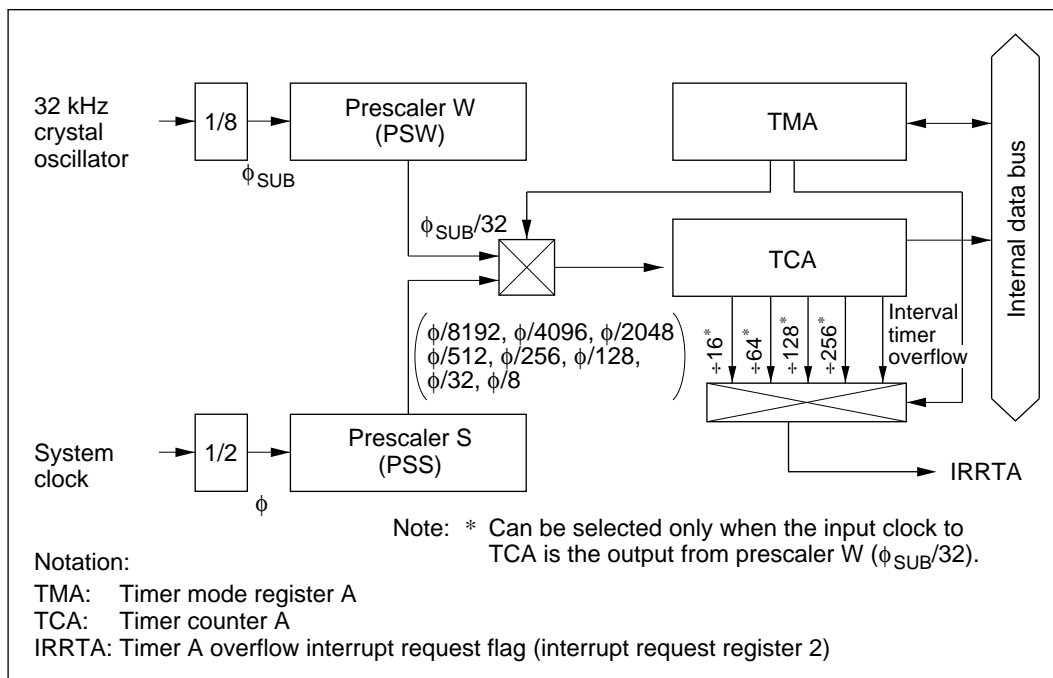 32 kHz
crystal
oscillator
1/8
ϕSUB
Prescaler W
(PSW)
TMA
Internal data bus
ϕSUB/32
TCA
ϕ/8192, ϕ/4096, ϕ/2048
ϕ/512, ϕ/256, ϕ/128,
ϕ/32, ϕ/8
÷16*
÷64*
÷128*
÷256*
Interval
timer
overflow
System
clock
1/2
ϕ
Prescaler S
(PSS)
IRRTA
Note: * Can be selected only when the input clock to
TCA is the output from prescaler W (ϕSUB/32).
Notation:
TMA: Timer mode register A
TCA: Timer counter A
IRRTA: Timer A overflow interrupt request flag (interrupt request register 2)